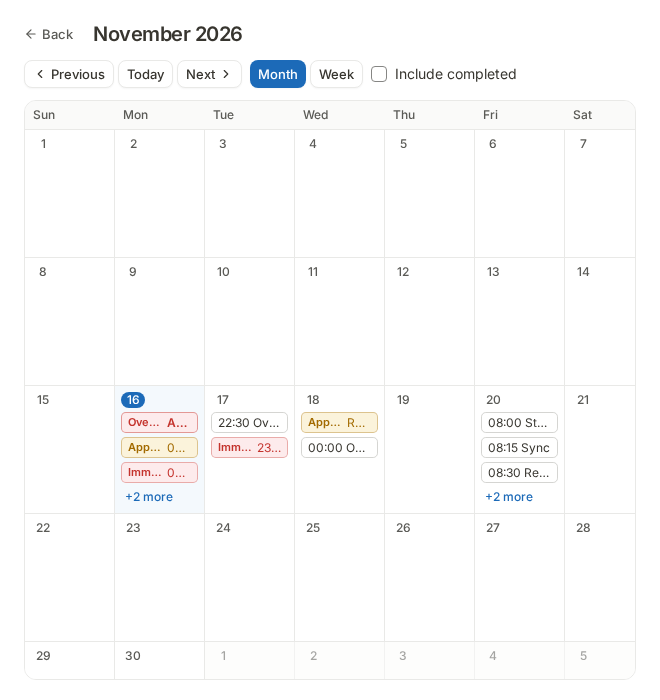 Back November 2026
Previous Today Next Month Week Include completed
Sun Mon Tue Wed Thu Fri Sat
1 2 3 4 5 6 7
8 9 10 11 12 13 14
15 16 17 18 19 20 21
Ove... A... 22:30 Ov... App... R... 08:00 St...
App... 0... Imm... 23... 00:00 O... 08:15 Sync
Imm... 0... 08:30 Re...
+2 more +2 more
22 23 24 25 26 27 28
29 30 1 2 3 4 5